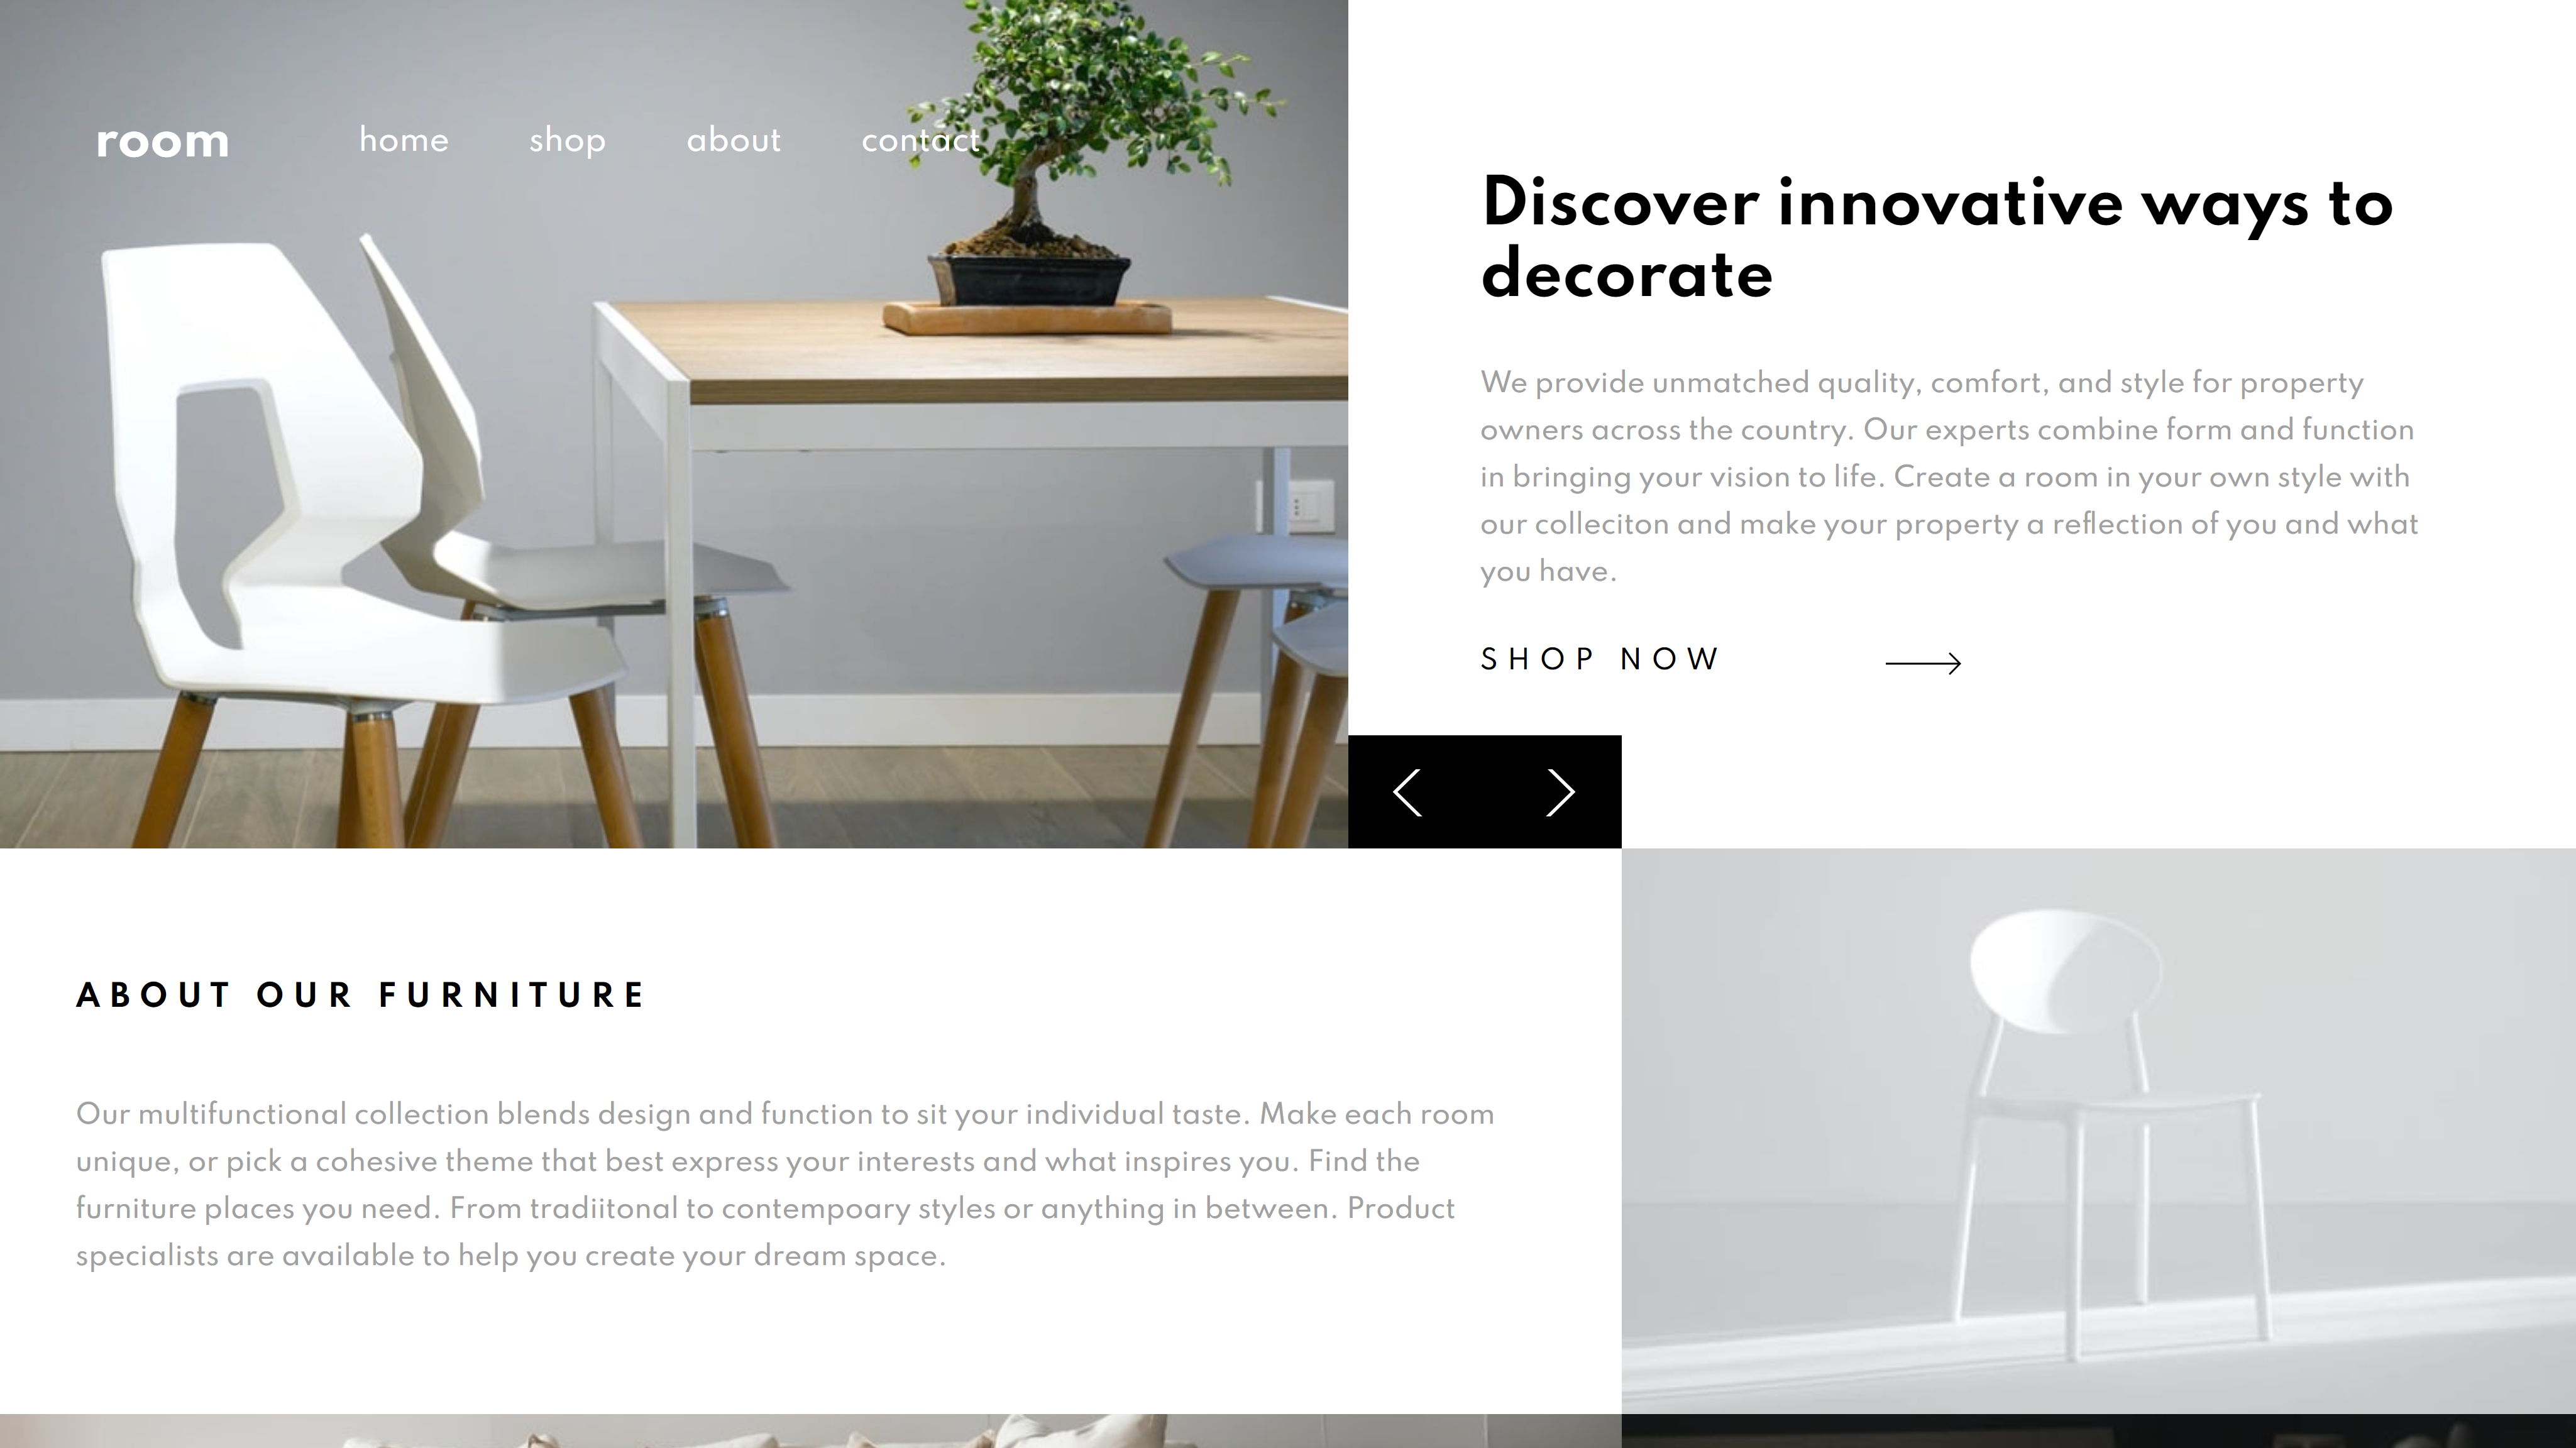 room
home shop about contact
Discover innovative ways to
decorate
We provide unmatched quality, comfort, and style for property
owners across the country. Our experts combine form and function
in bringing your vision to life. Create a room in your own style with
our colleciton and make your property a reflection of you and what
you have.
SHOP NOW
ABOUT OUR FURNITURE
Our multifunctional collection blends design and function to sit your individual taste. Make each room
unique, or pick a cohesive theme that best express your interests and what inspires you. Find the
furniture places you need. From tradiitonal to contempoary styles or anything in between. Product
specialists are available to help you create your dream space.